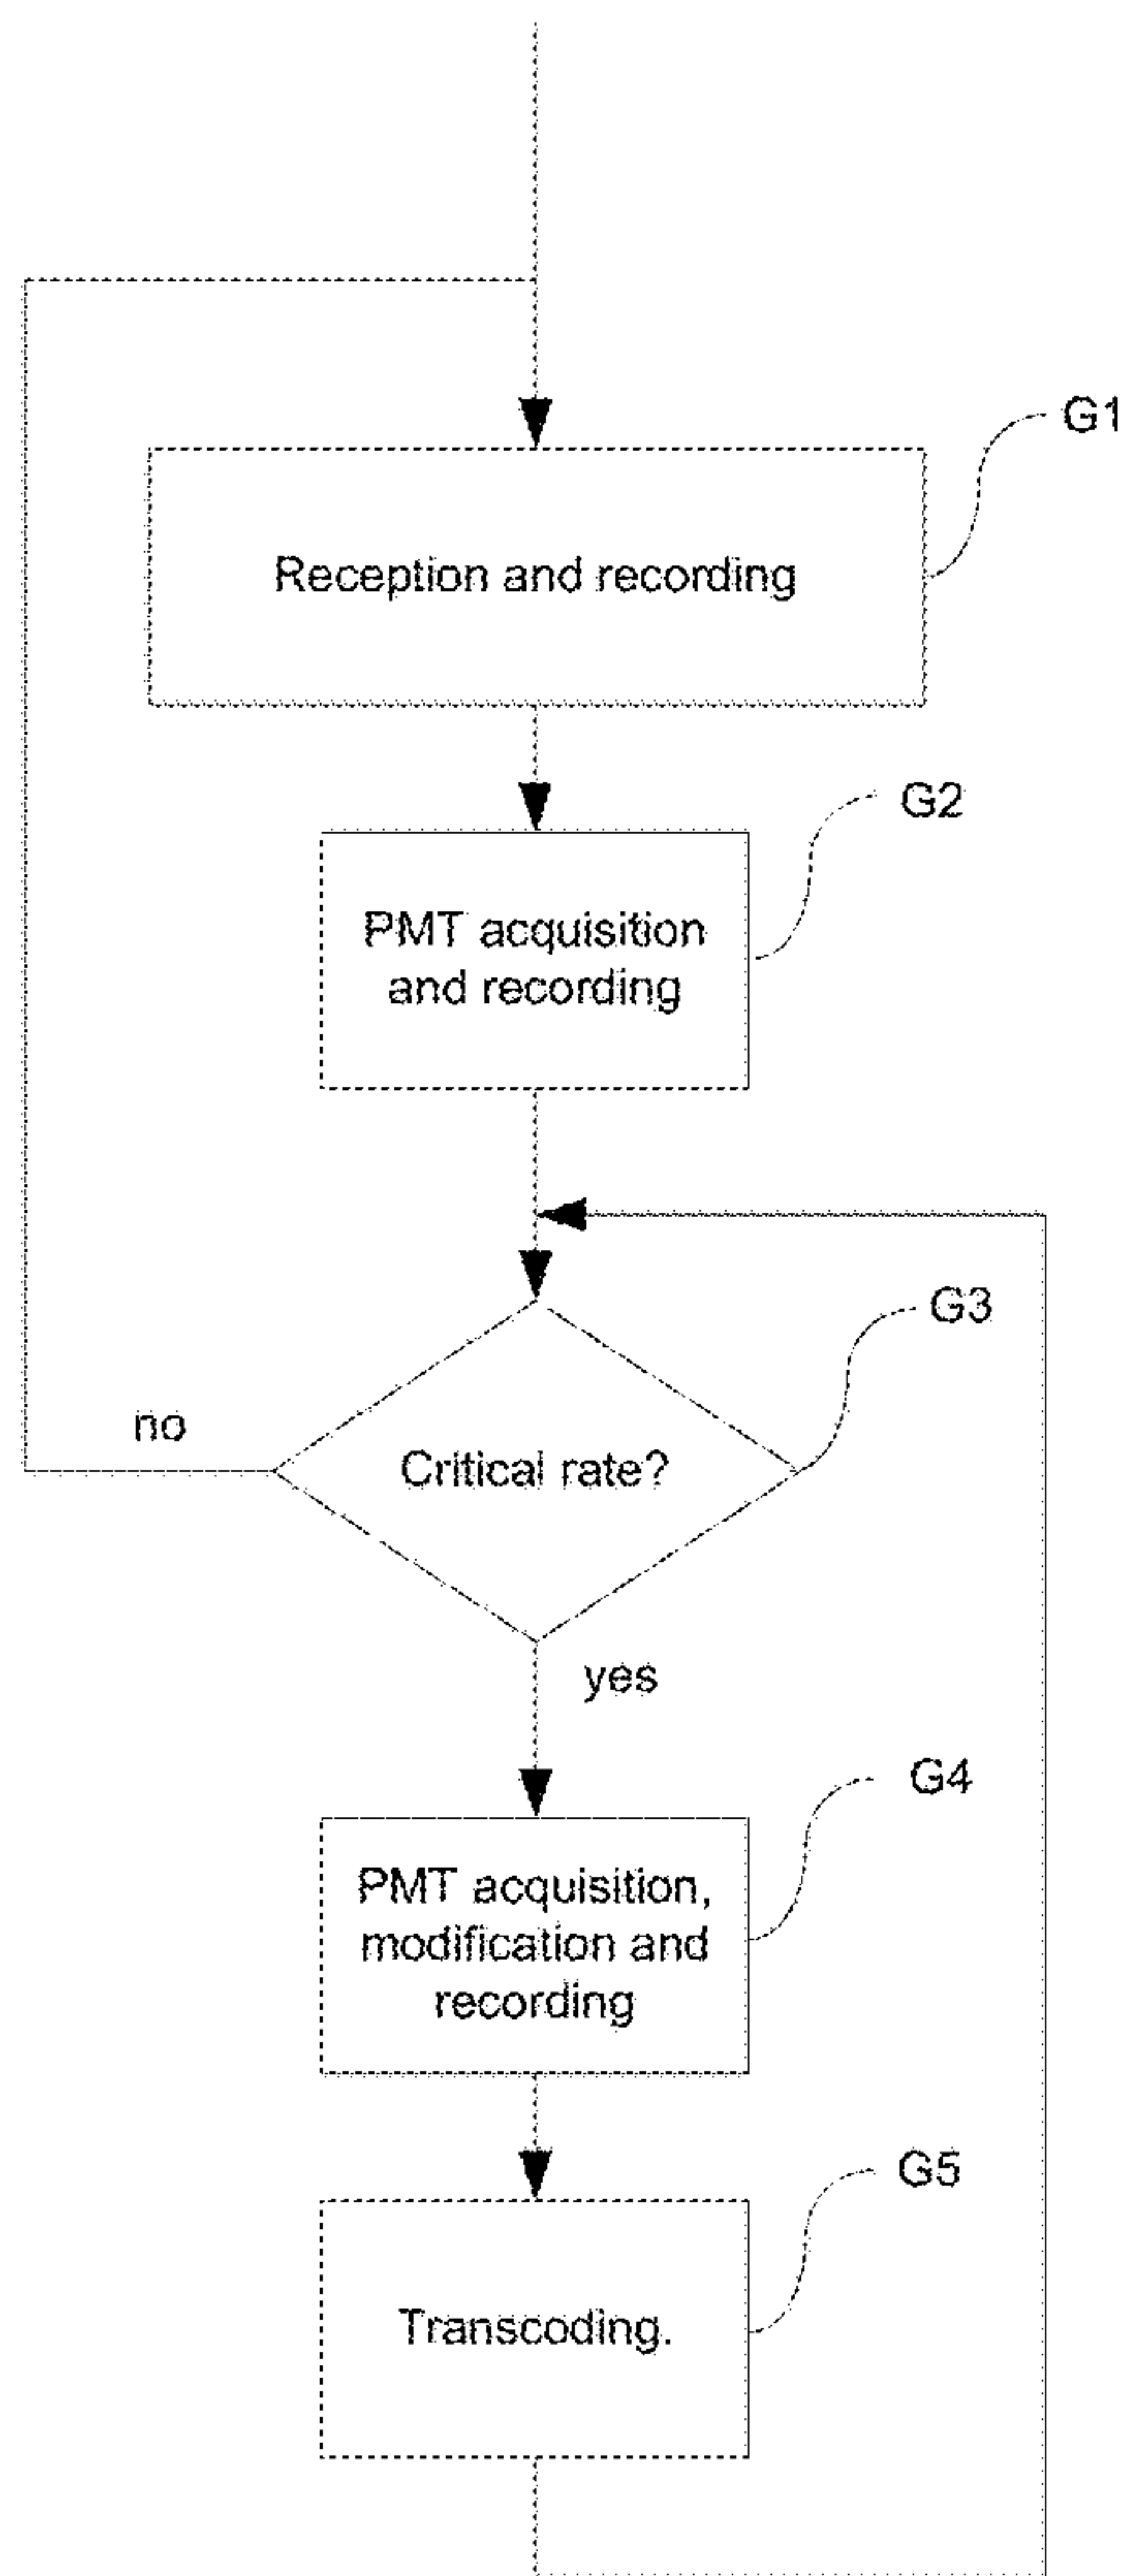 G1
Reception and recording
G2
PMT acquisition
and recording
G3
no
Critical rate?
yes
G4
PMT acquisition,
modification and
recording
G5
Transcoding.